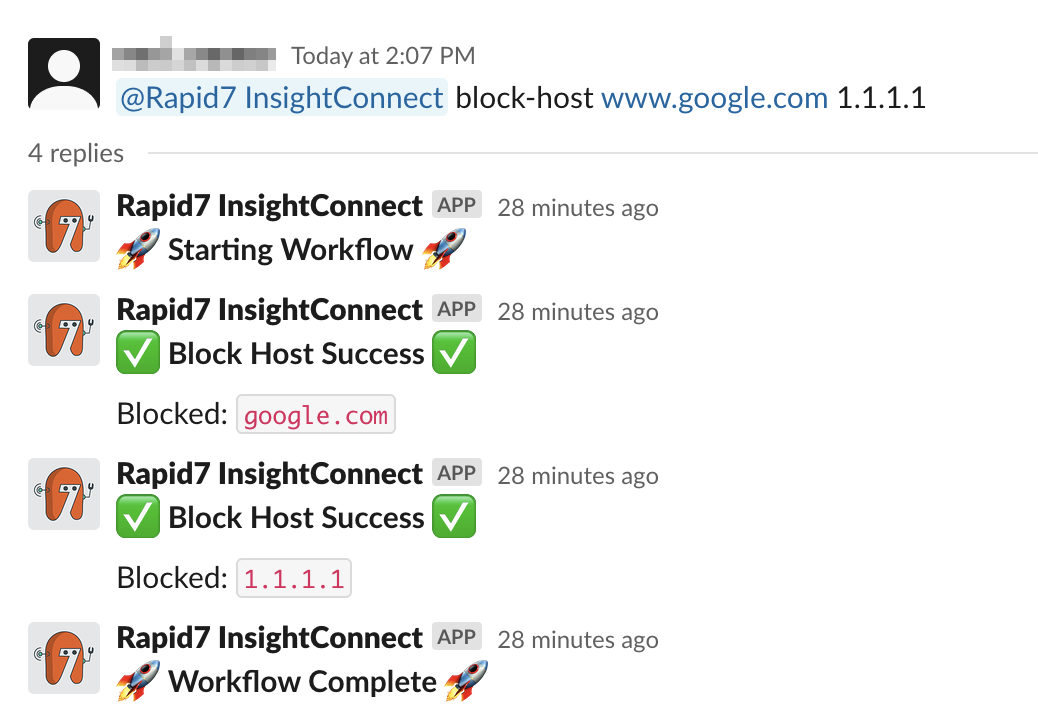 Today at 2:07 PM
@Rapid7 InsightConnect block-host www.google.com 1.1.1.1
4 replies
Rapid7 InsightConnect APP 28 minutes ago
🚀 Starting Workflow 🚀
Rapid7 InsightConnect APP 28 minutes ago
✅ Block Host Success ✅
Blocked: google.com
Rapid7 InsightConnect APP 28 minutes ago
✅ Block Host Success ✅
Blocked: 1.1.1.1
Rapid7 InsightConnect APP 28 minutes ago
🚀 Workflow Complete 🚀